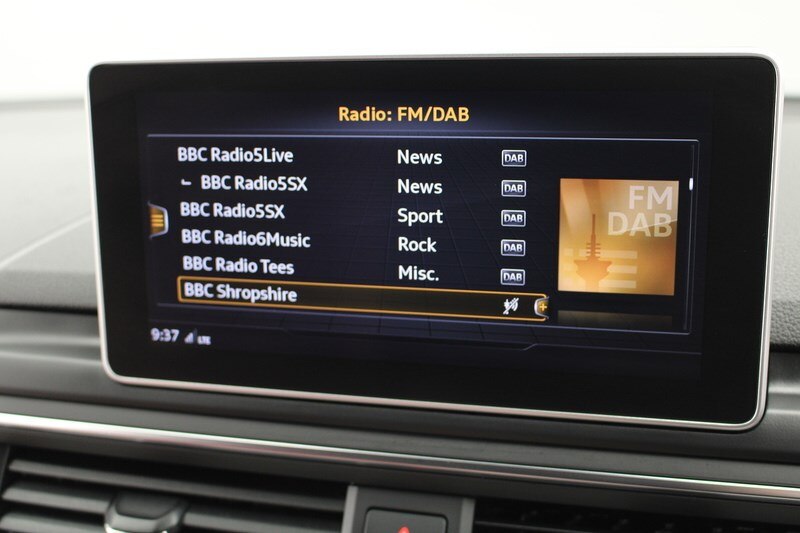 Radio: FM/DAB
BBC Radio5Live News DAB
BBC Radio5SX News DAB
BBC Radio5SX Sport DAB
BBC Radio6Music Rock DAB
BBC Radio Tees Misc. DAB
BBC Shropshire
FM
DAB
9:37 LTE